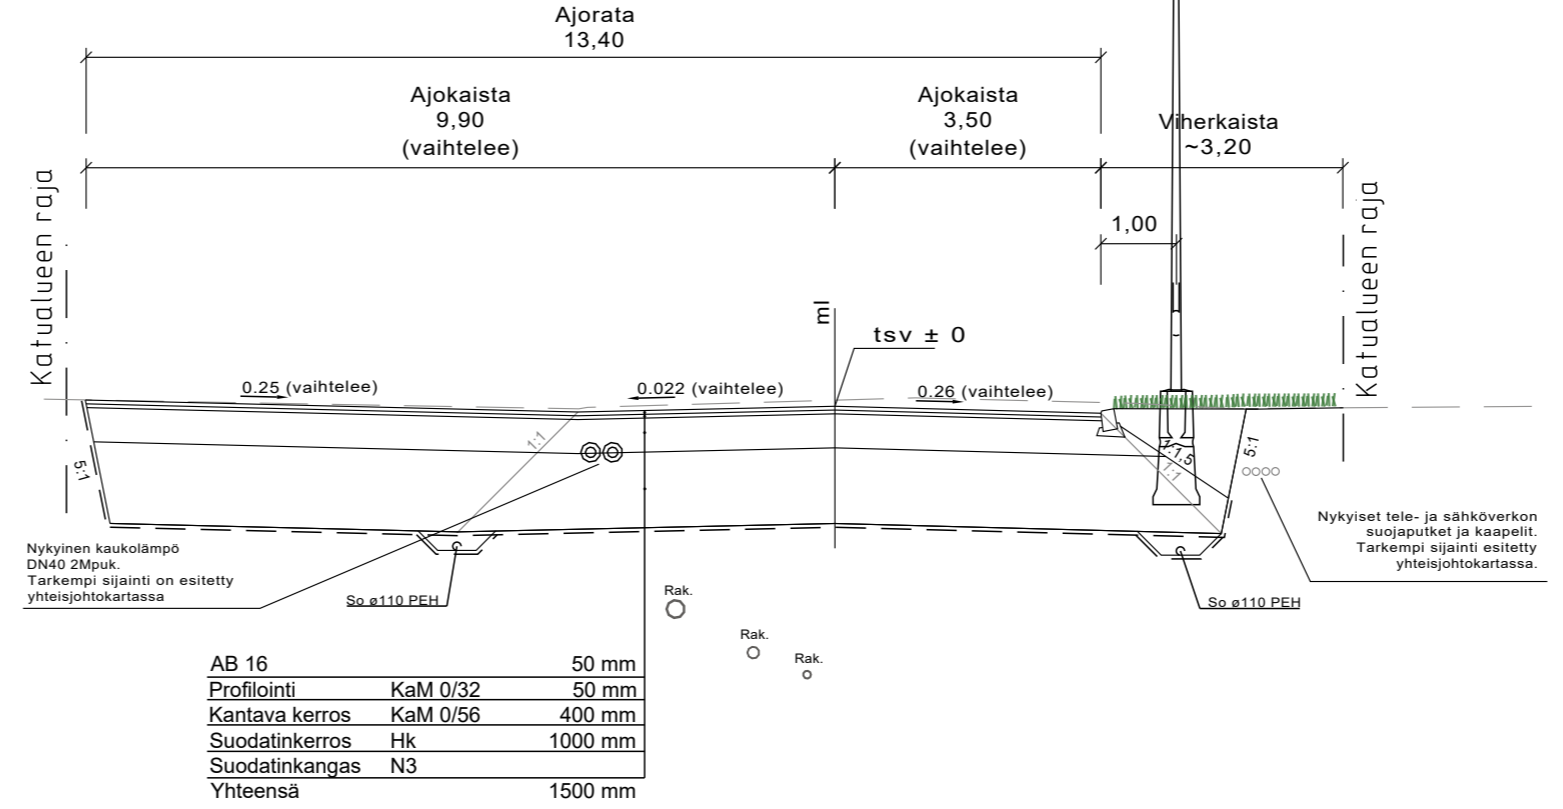 Ajorata
13,40
Ajokaista
9,90
(vaihtelee)
Ajokaista
3,50
(vaihtelee)
Viherkaista
~3,20
1,00
Katualueen raja
Katualueen raja
ml
tsv ± 0
0.25 (vaihtelee)
0.022 (vaihtelee)
0.26 (vaihtelee)
5:1
1:1
1:1,5
1:1
5:1
Nykyinen kaukolämpö
DN40 2Mpuk.
Tarkempi sijainti on esitetty
yhteisjohtokartassa
So ø110 PEH
Nykyiset tele- ja sähköverkon
suojaputket ja kaapelit.
Tarkempi sijainti esitetty
yhteisjohtokartassa.
So ø110 PEH
Rak.
Rak.
Rak.
AB 16 50 mm
Profilointi KaM 0/32 50 mm
Kantava kerros KaM 0/56 400 mm
Suodatinkerros Hk 1000 mm
Suodatinkangas N3
Yhteensä 1500 mm